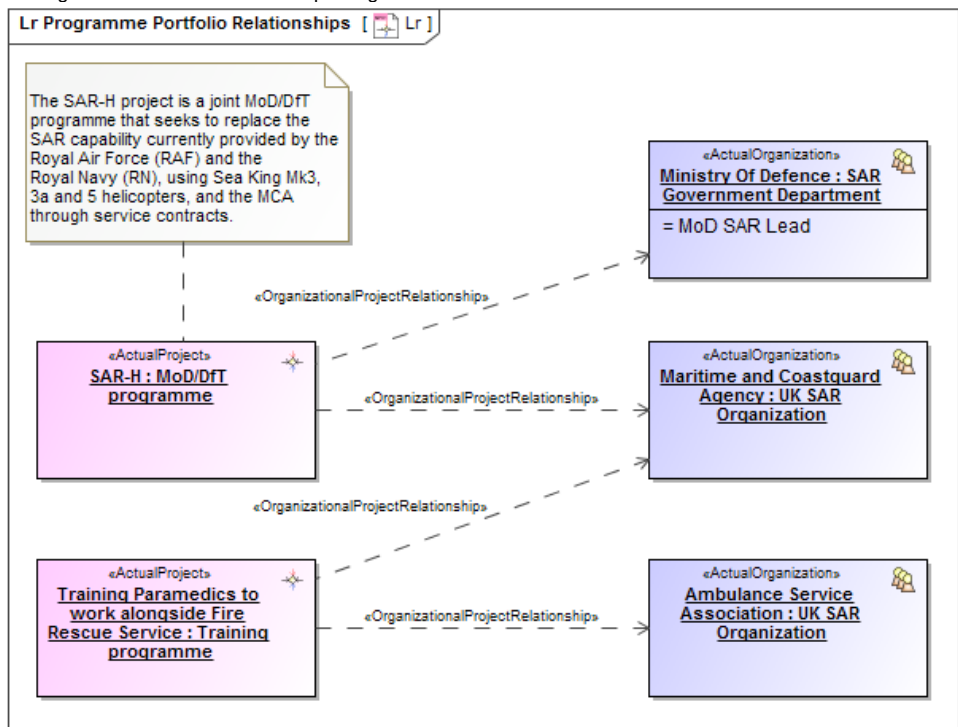 Lr Programme Portfolio Relationships [ Lr ]
The SAR-H project is a joint MoD/DfT
programme that seeks to replace the
SAR capability currently provided by the
Royal Air Force (RAF) and the
Royal Navy (RN), using Sea King Mk3,
3a and 5 helicopters, and the MCA
through service contracts.
«ActualOrganization»
Ministry Of Defence : SAR
Government Department
= MoD SAR Lead
«OrganizationalProjectRelationship»
«ActualProject»
SAR-H : MoD/DfT
programme
«OrganizationalProjectRelationship»
«ActualOrganization»
Maritime and Coastguard
Agency : UK SAR
Organization
«OrganizationalProjectRelationship»
«ActualProject»
Training Paramedics to
work alongside Fire
Rescue Service : Training
programme
«OrganizationalProjectRelationship»
«ActualOrganization»
Ambulance Service
Association : UK SAR
Organization